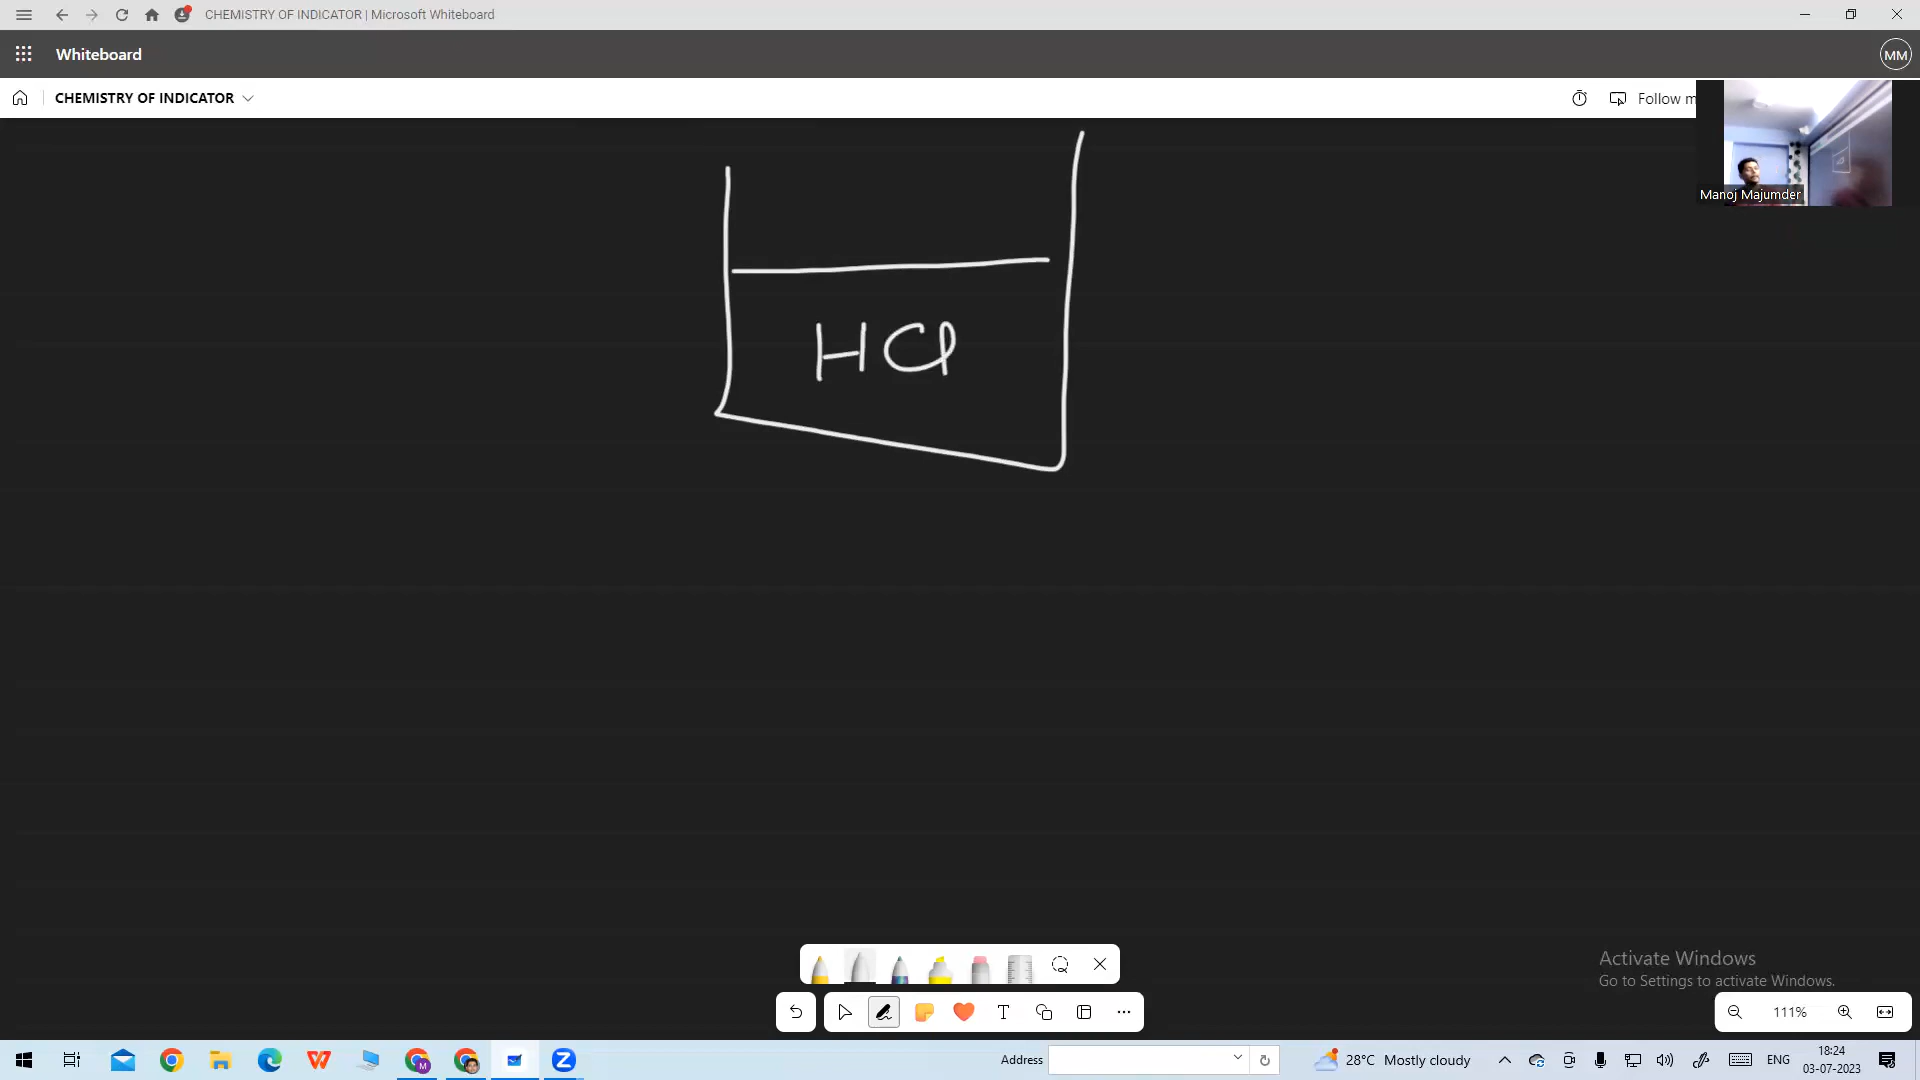 CHEMISTRY OF INDICATOR | Microsoft Whiteboard
Whiteboard
MM
CHEMISTRY OF INDICATOR
Follow m
Manoj Majumder
HCl
Activate Windows
Go to Settings to activate Windows.
T
111%
Address
28°C Mostly cloudy
ENG
18:24
03-07-2023